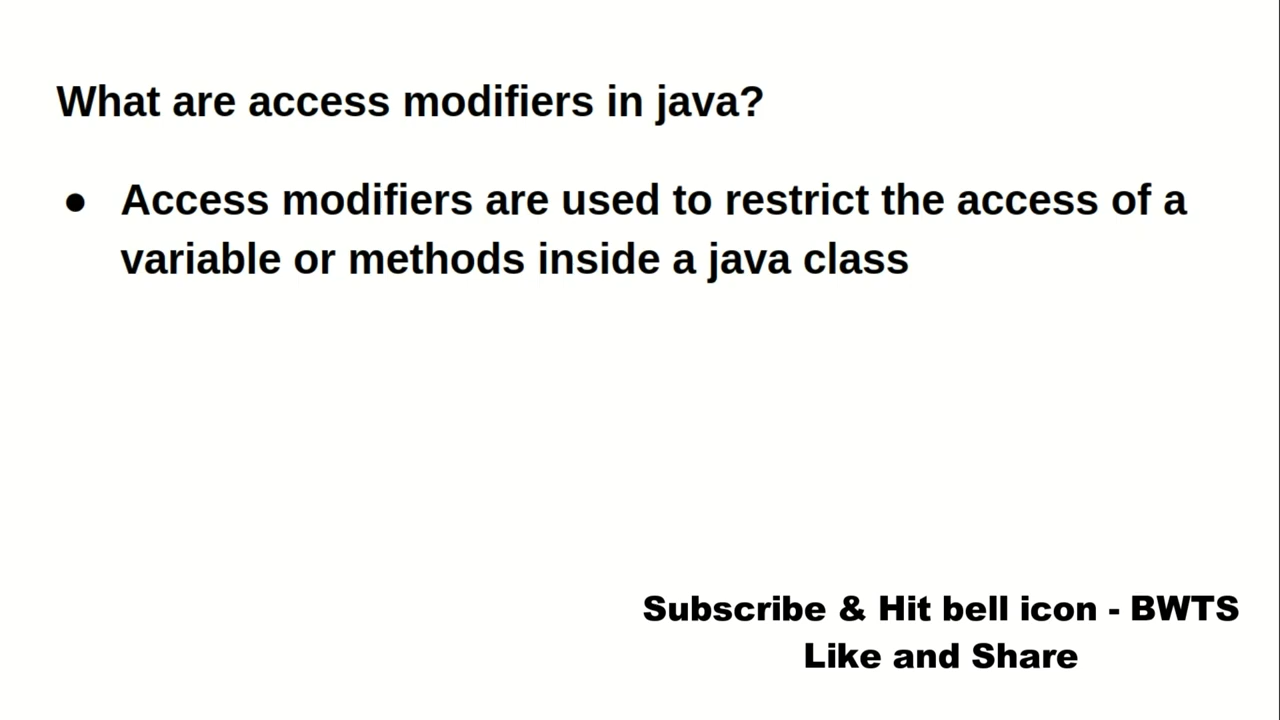 What are access modifiers in java?
● Access modifiers are used to restrict the access of a
variable or methods inside a java class
Subscribe & Hit bell icon - BWTS
Like and Share